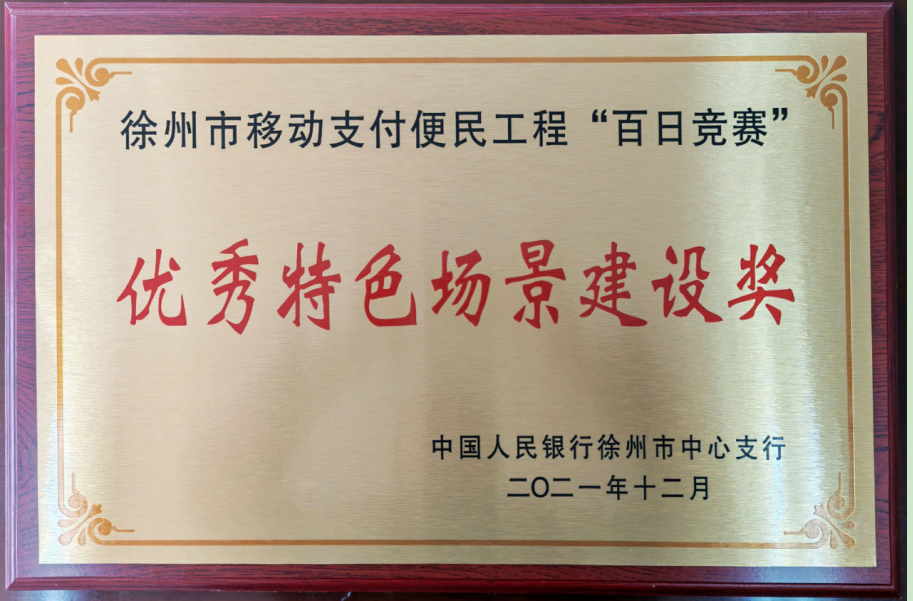 徐州市移动支付便民工程“百日竞赛”
优秀特色场景建设奖
中国人民银行徐州市中心支行
二〇二一年十二月